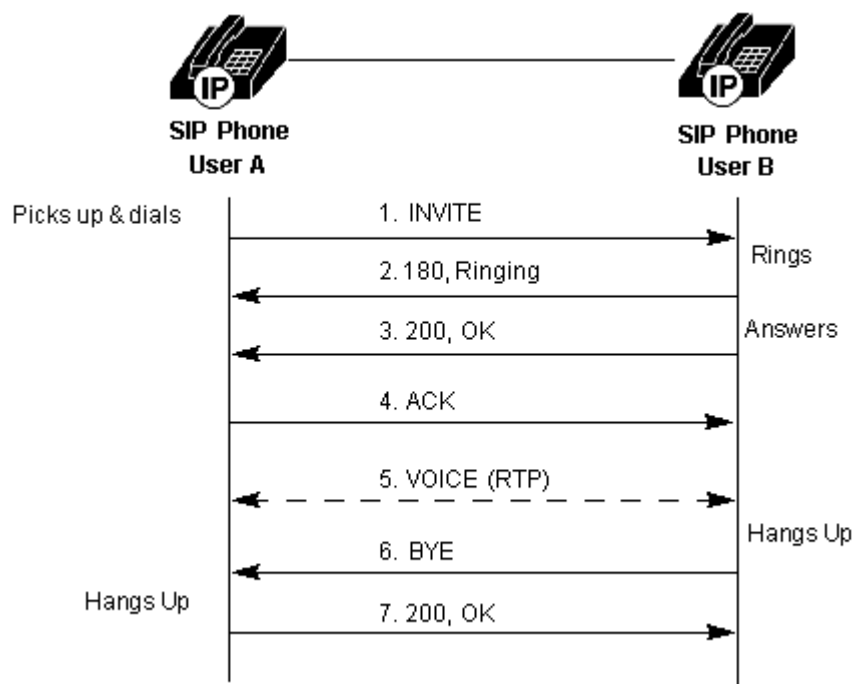 IP
IP
SIP Phone
User A
SIP Phone
User B
Picks up & dials
1. INVITE
Rings
2. 180, Ringing
3. 200, OK
Answers
4. ACK
5. VOICE (RTP)
Hangs Up
6. BYE
Hangs Up
7. 200, OK